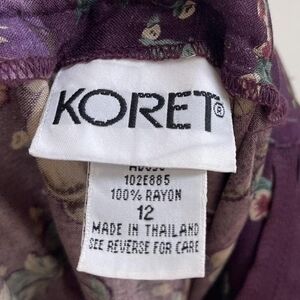 KORET®
102E885
100% RAYON
12
MADE IN THAILAND
SEE REVERSE FOR CARE